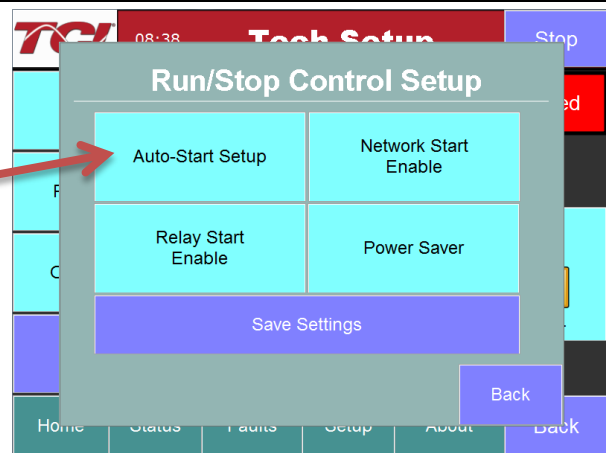 TCI
08:38
Tech Setup
Stop
Run/Stop Control Setup
Auto-Start Setup
Network Start
Enable
Relay Start
Enable
Power Saver
Save Settings
Back
Home
Status
Faults
Setup
About
Back